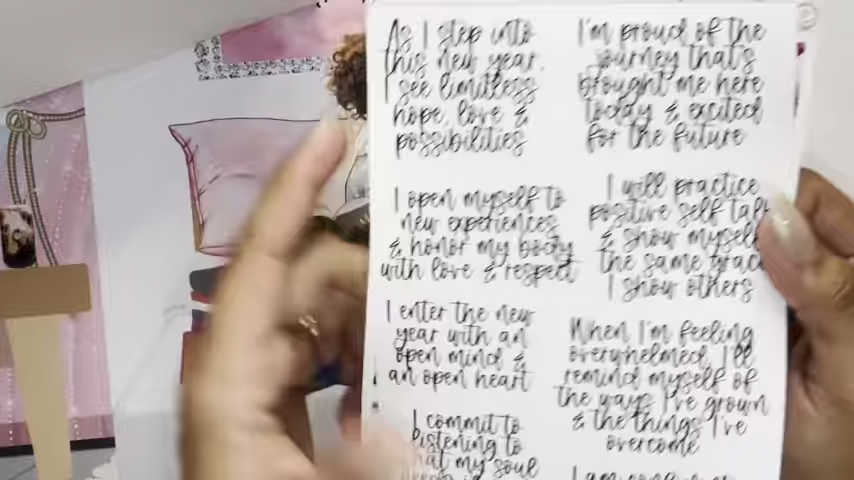 As I step into
this new year,
I see limitless
hope, love &
possibilities
I open myself to
new experiences
& honor my body
with love & respect
I enter the new
year with an
open mind &
an open heart
I commit to
listening to
what my soul
I'm proud of the
journey that's
brought me here
today & excited
for the future
I will practice
positive self talk
& show myself
the same grace
I show others
When I'm feeling
overwhelmed, I'll
remind myself of
the ways I've grown
& the things I've
overcome
I am